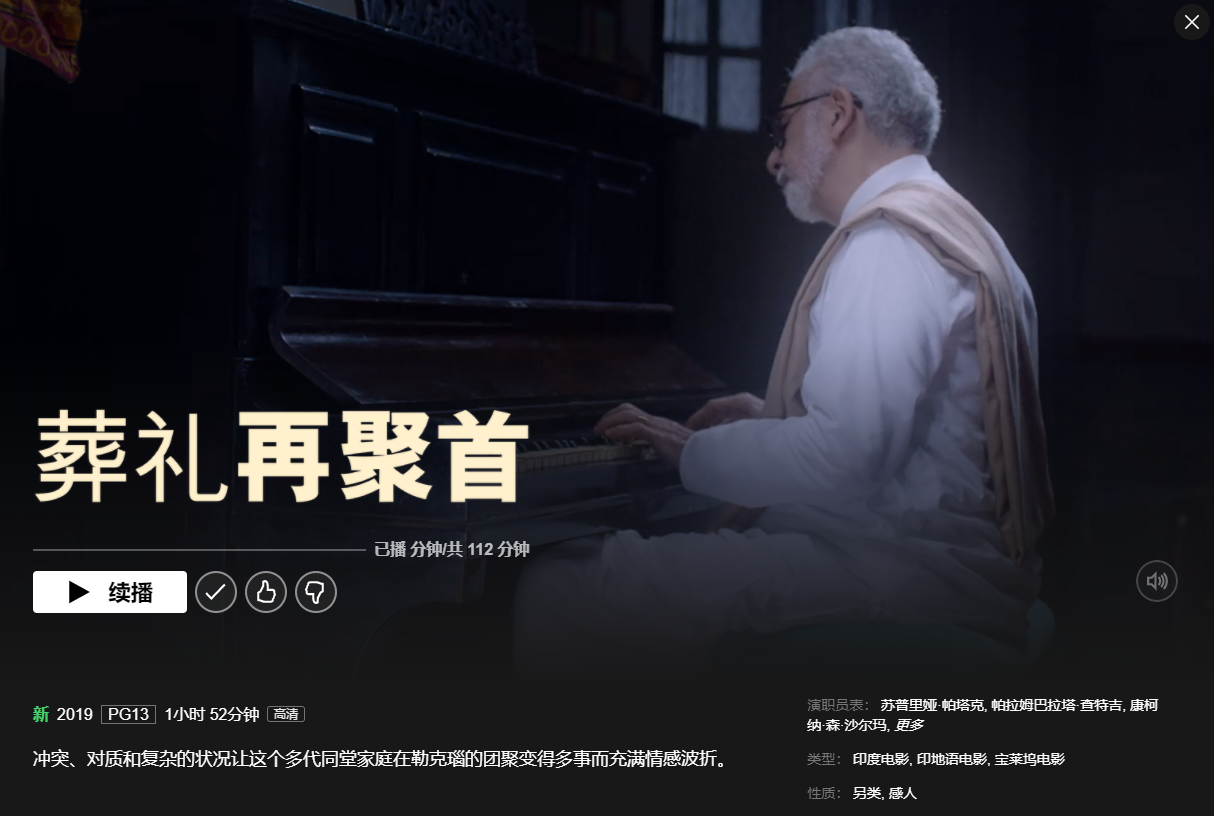 葬礼再聚首
已播 分钟/共 112 分钟
续播
新 2019 PG13 1小时 52分钟 高清
冲突、对质和复杂的状况让这个多代同堂家庭在勒克瑙的团聚变得多事而充满情感波折。
演职员表： 苏普里娅·帕塔克, 帕拉姆巴拉塔·查特吉, 康柯
纳·森·沙尔玛, 更多
类型： 印度电影, 印地语电影, 宝莱坞电影
性质： 另类, 感人